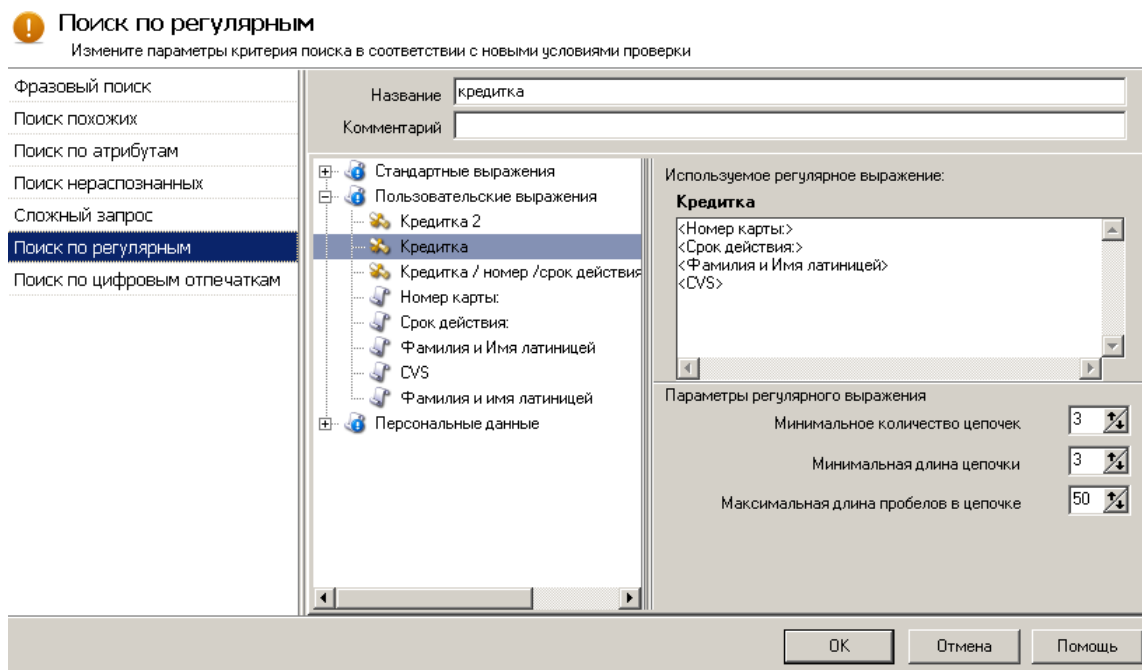 Поиск по регулярным
Измените параметры критерия поиска в соответствии с новыми условиями проверки
Фразовый поиск
Поиск похожих
Поиск по атрибутам
Поиск нераспознанных
Сложный запрос
Поиск по регулярным
Поиск по цифровым отпечаткам
Название кредитка
Комментарий
Стандартные выражения
Пользовательские выражения
Кредитка 2
Кредитка
Кредитка / номер /срок действия
Номер карты:
Срок действия:
Фамилия и Имя латиницей
CVS
Фамилия и имя латиницей
Персональные данные
Используемое регулярное выражение:
Кредитка
<Номер карты:>
<Срок действия:>
<Фамилия и Имя латиницей>
<CVS>
Параметры регулярного выражения
Минимальное количество цепочек 3
Минимальная длина цепочки 3
Максимальная длина пробелов в цепочке 50
OK Отмена Помощь